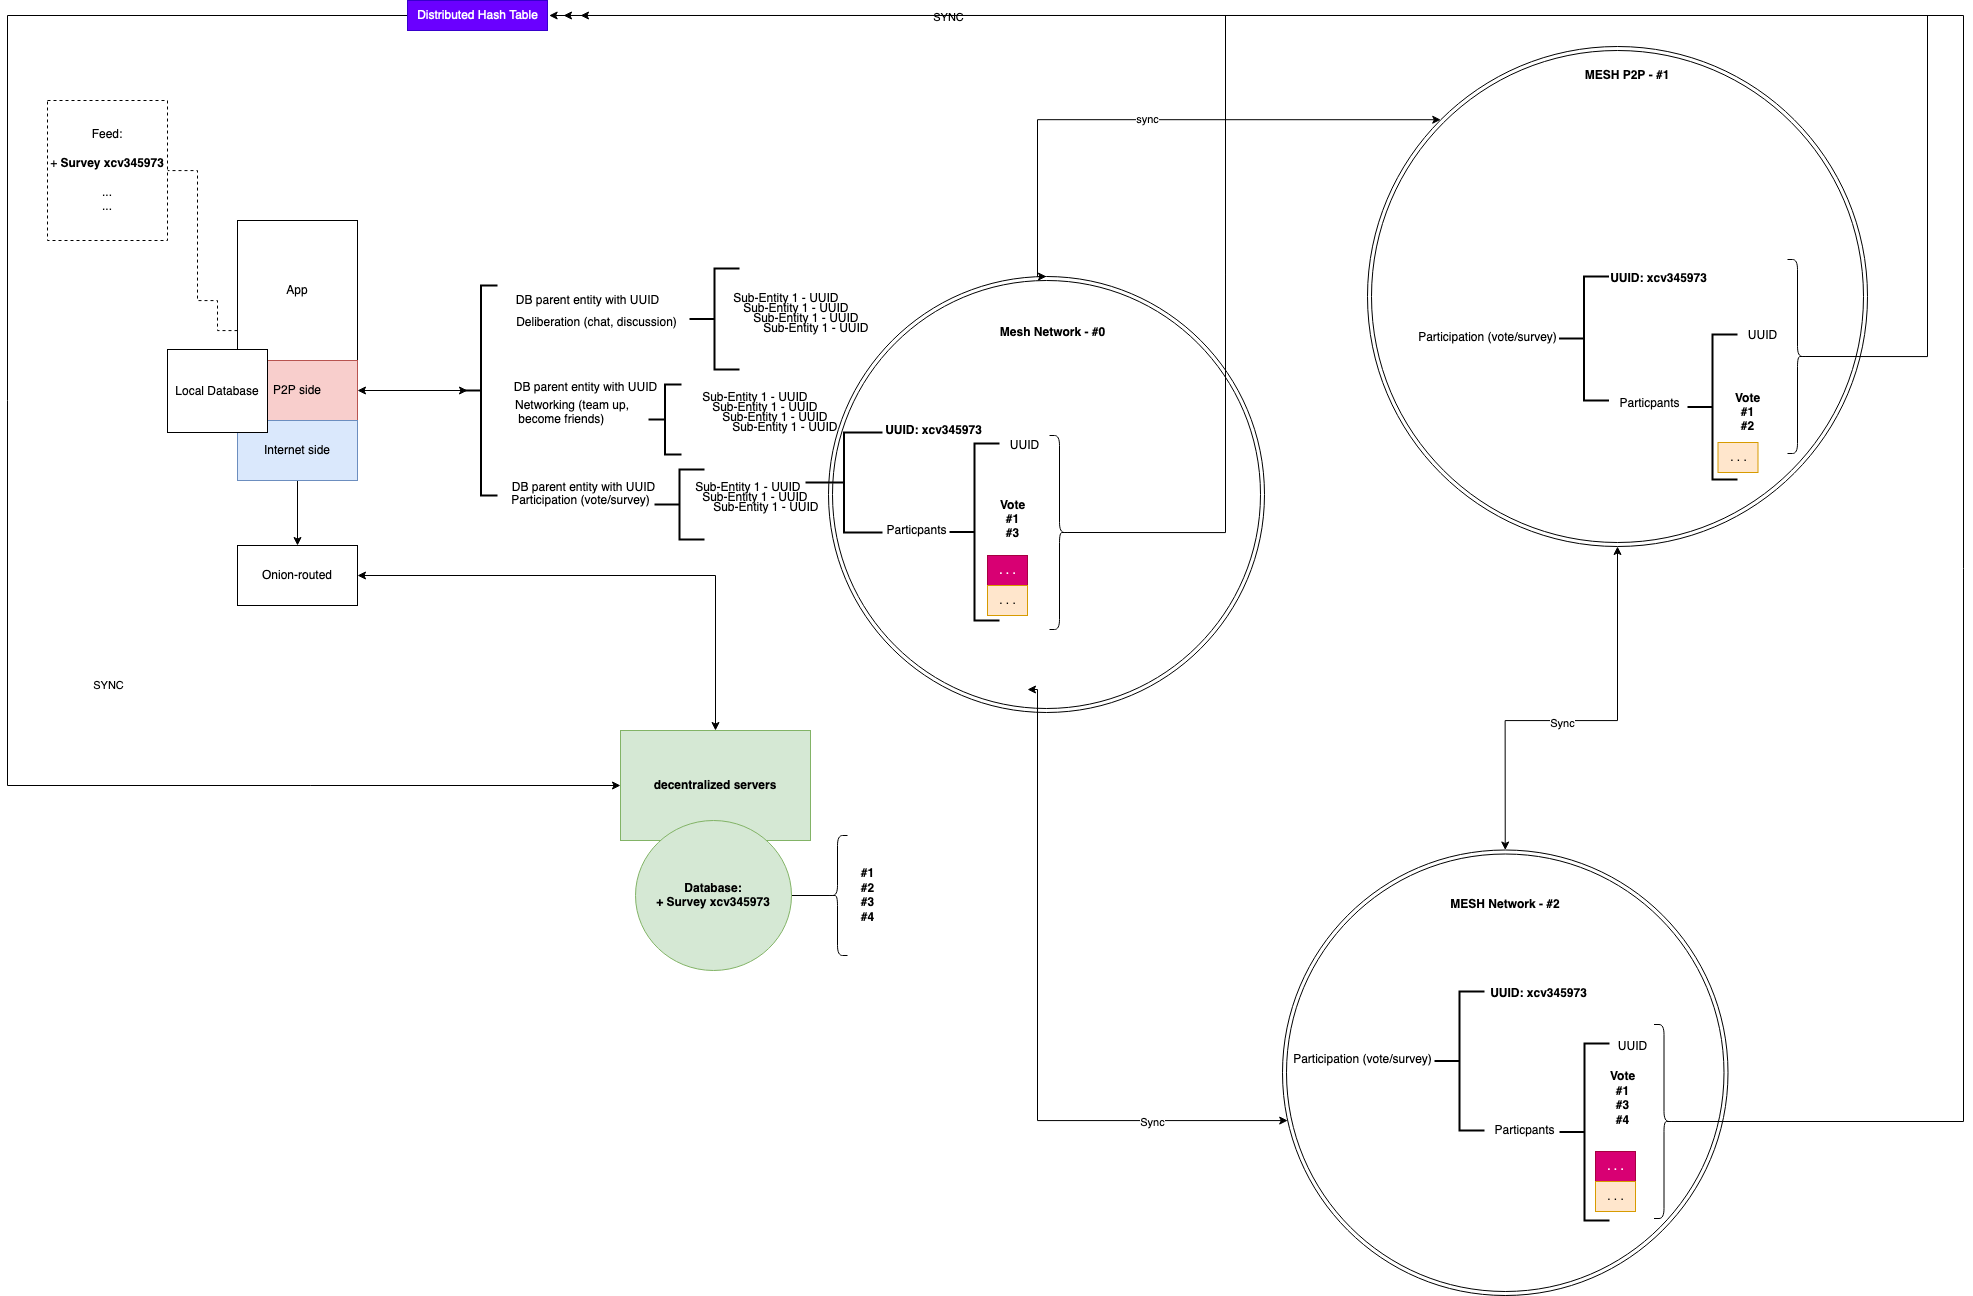 Distributed Hash Table
SYNC
MESH P2P - #1
Feed:
+ Survey xcv345973
...
...
sync
App
DB parent entity with UUID
Deliberation (chat, discussion)
Sub-Entity 1 - UUID
Sub-Entity 1 - UUID
Sub-Entity 1 - UUID
Sub-Entity 1 - UUID
Mesh Network - #0
UUID: xcv345973
Participation (vote/survey)
UUID
Particpants
Vote
#1
#2
...
Local Database
P2P side
DB parent entity with UUID
Networking (team up,
become friends)
Sub-Entity 1 - UUID
Sub-Entity 1 - UUID
Sub-Entity 1 - UUID
Sub-Entity 1 - UUID
Internet side
UUID: xcv345973
UUID
DB parent entity with UUID
Participation (vote/survey)
Sub-Entity 1 - UUID
Sub-Entity 1 - UUID
Sub-Entity 1 - UUID
Particpants
Vote
#1
#3
...
...
Onion-routed
SYNC
Sync
decentralized servers
Database:
+ Survey xcv345973
#1
#2
#3
#4
MESH Network - #2
UUID: xcv345973
Participation (vote/survey)
UUID
Particpants
Vote
#1
#3
#4
...
...
Sync